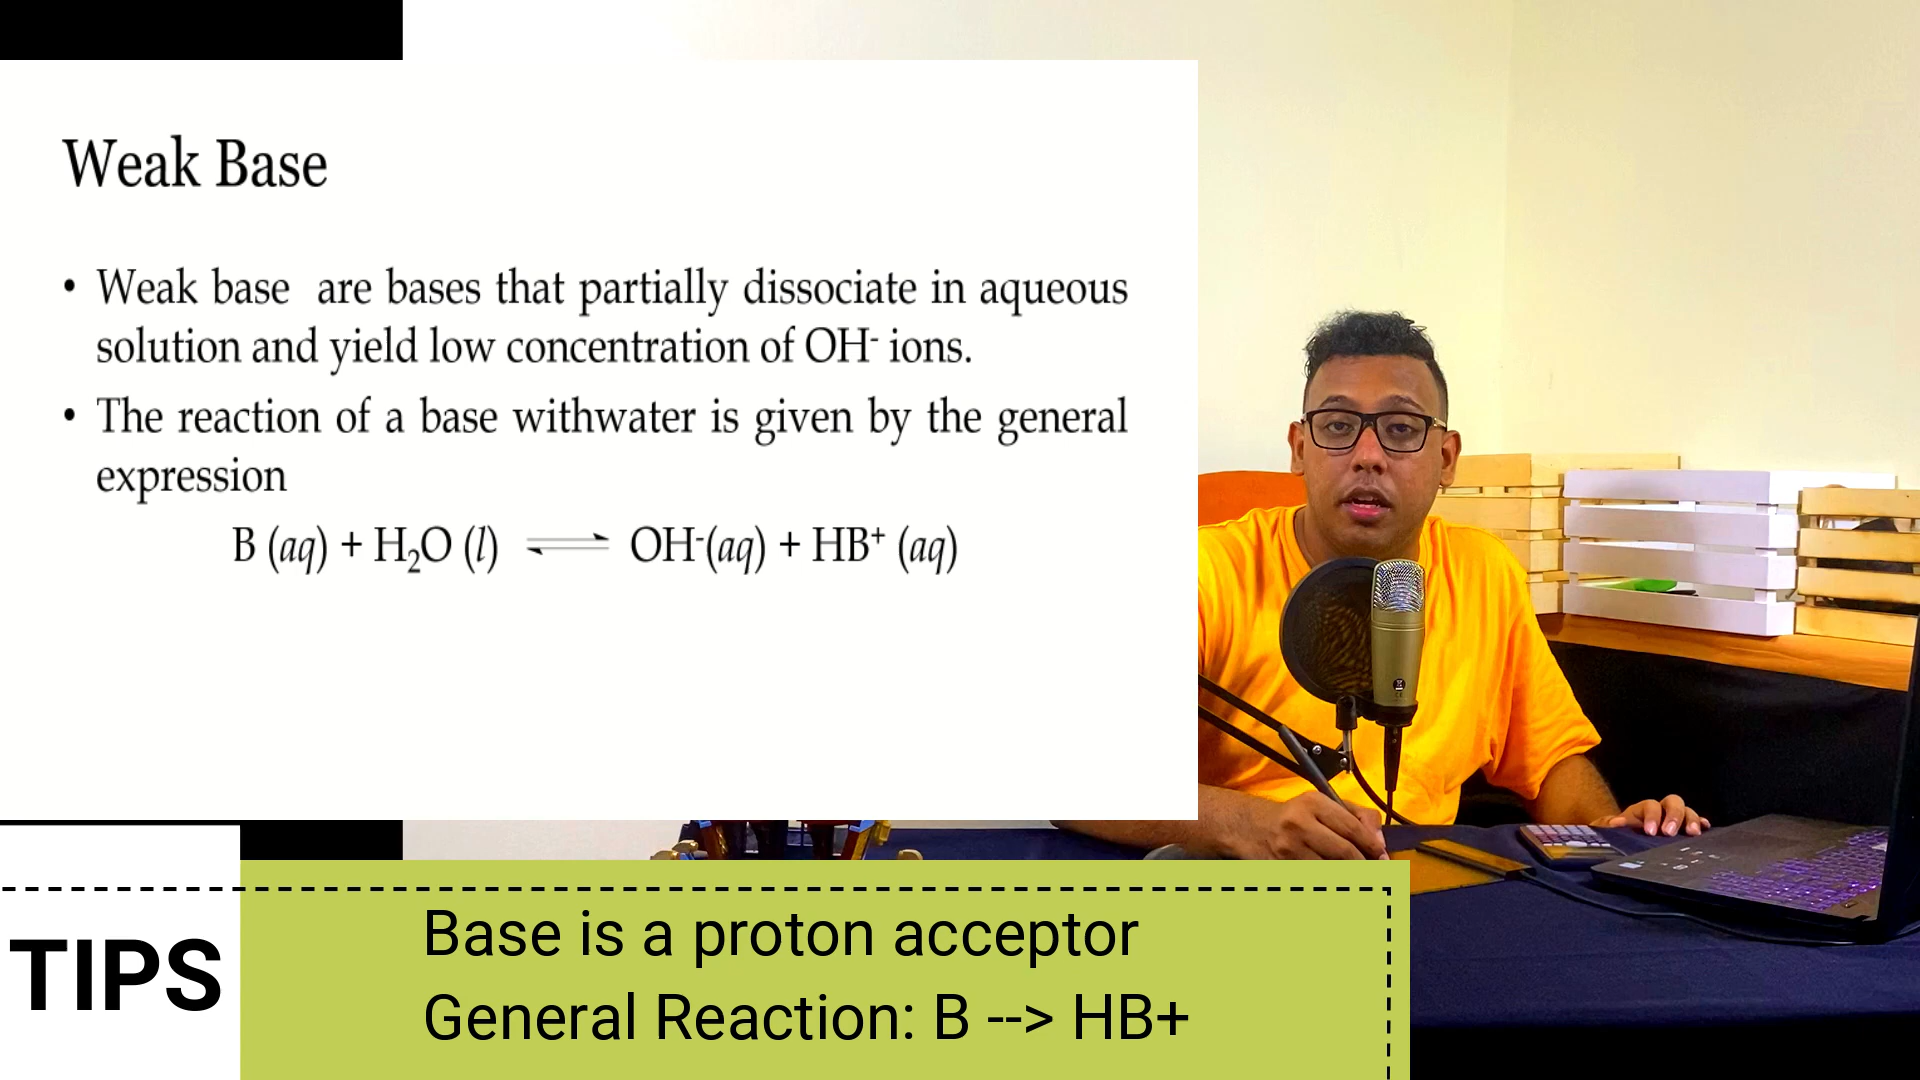 Weak Base
• Weak base are bases that partially dissociate in aqueous
solution and yield low concentration of OH⁻ ions.
• The reaction of a base withwater is given by the general
expression
B (aq) + H₂O (l) ⇌ OH⁻(aq) + HB⁺ (aq)
TIPS
Base is a proton acceptor
General Reaction: B --> HB+